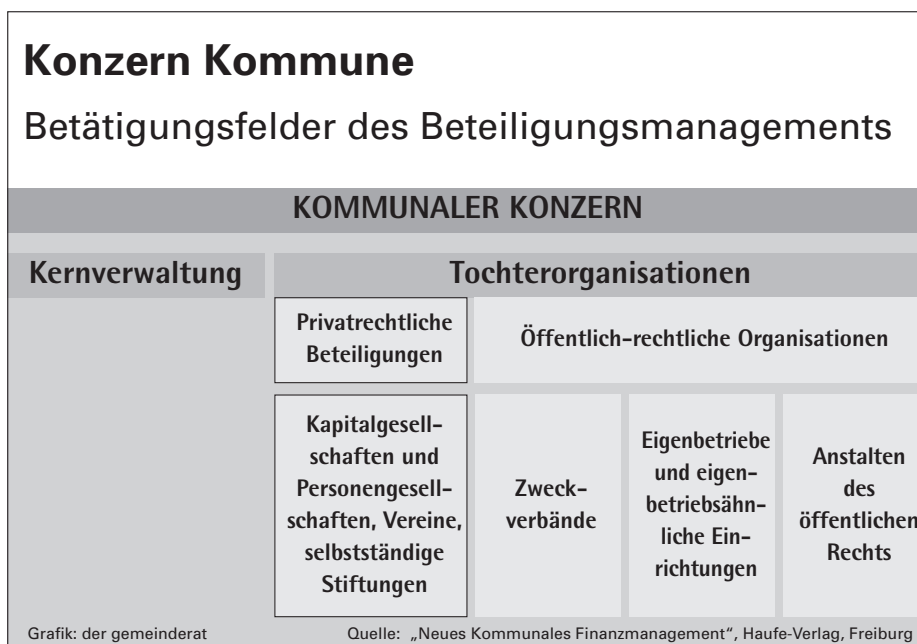 Konzern Kommune
Betätigungsfelder des Beteiligungsmanagements
KOMMUNALER KONZERN
Kernverwaltung
Tochterorganisationen
Privatrechtliche
Beteiligungen
Öffentlich-rechtliche Organisationen
Kapitalgesell-
schaften und
Personengesell-
schaften, Vereine,
selbstständige
Stiftungen
Zweck-
verbände
Eigenbetriebe
und eigen-
betriebsähn-
liche Ein-
richtungen
Anstalten
des
öffentlichen
Rechts
Grafik: der gemeinderat
Quelle: „Neues Kommunales Finanzmanagement“, Haufe-Verlag, Freiburg